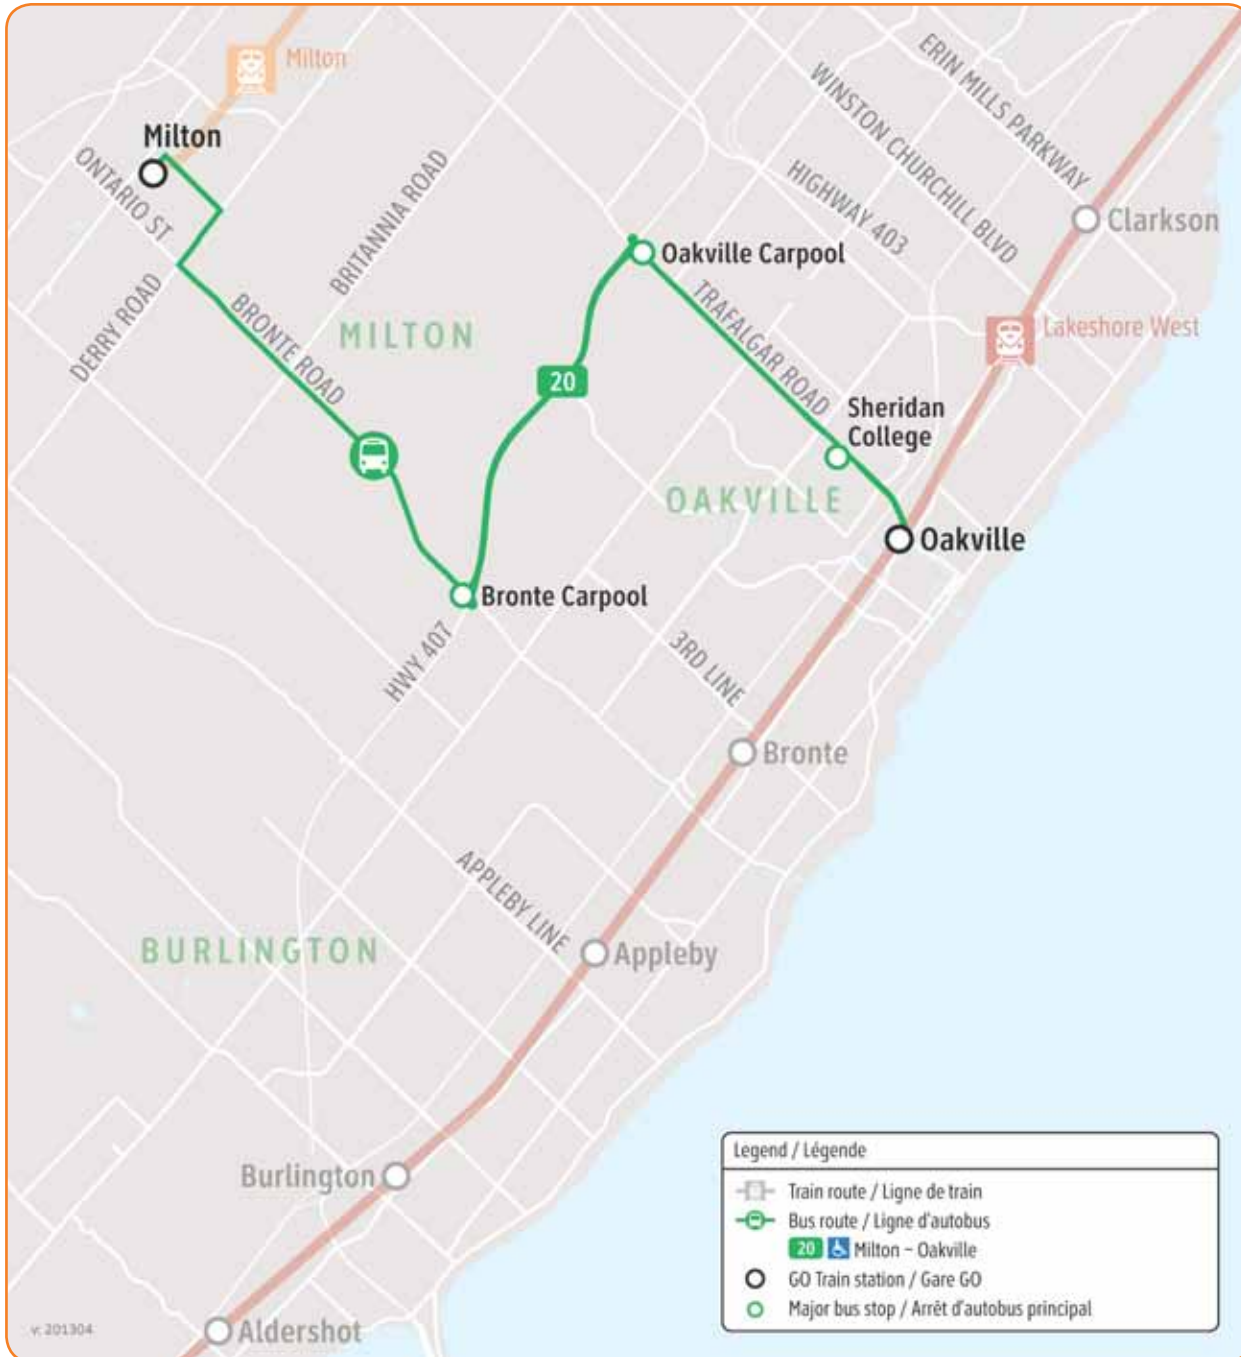 ERIN MILLS PARKWAY
WINSTON CHURCHILL BLVD
Milton
Milton
ONTARIO ST
BRITANNIA ROAD
HIGHWAY 403
Clarkson
Oakville Carpool
DERRY ROAD
BRONTE ROAD
MILTON
TRAFALGAR ROAD
Lakeshore West
20
Sheridan
College
OAKVILLE
Oakville
Bronte Carpool
HWY 407
3RD LINE
Bronte
APPLEBY LINE
BURLINGTON
Appleby
Burlington
Aldershot
v: 201304
Legend / Légende
Train route / Ligne de train
Bus route / Ligne d'autobus
20 Milton – Oakville
GO Train station / Gare GO
Major bus stop / Arrêt d'autobus principal